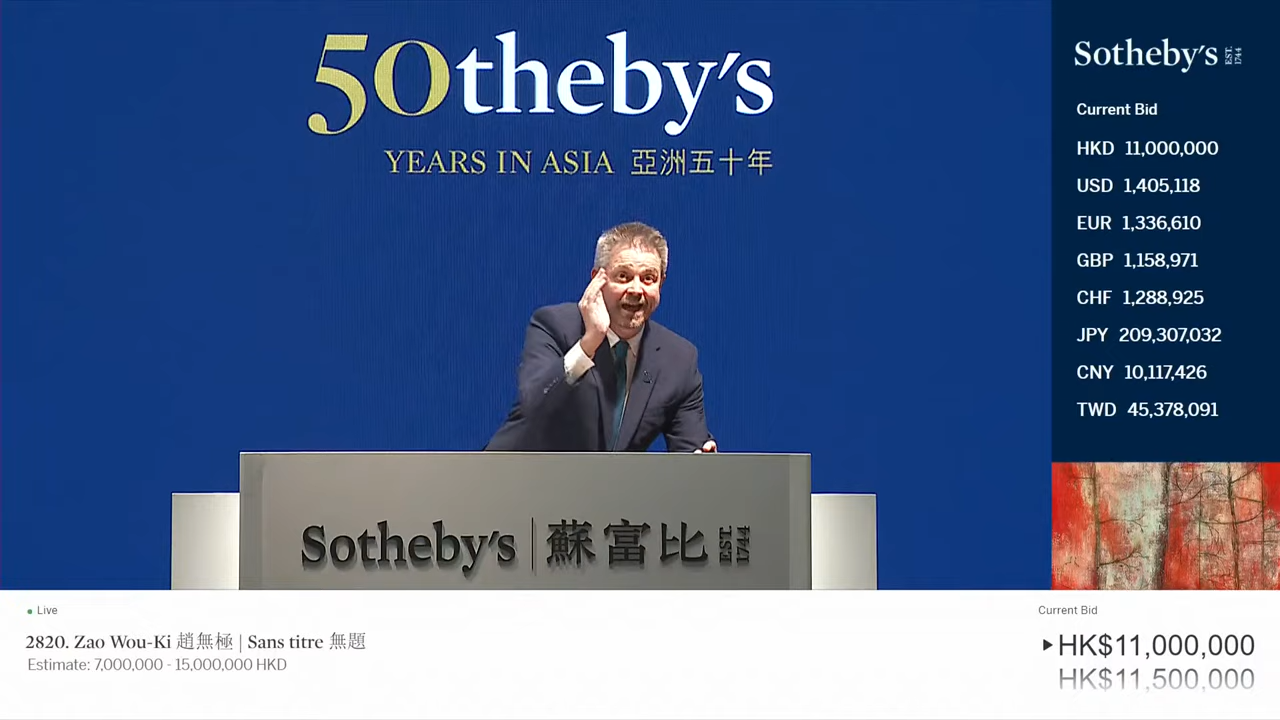 50theby's
YEARS IN ASIA 亞洲五十年
Sotheby's | 蘇富比 EST. 1744
Sotheby's EST. 1744
Current Bid
HKD 11,000,000
USD 1,405,118
EUR 1,336,610
GBP 1,158,971
CHF 1,288,925
JPY 209,307,032
CNY 10,117,426
TWD 45,378,091
Live
2820. Zao Wou-Ki 趙無極 | Sans titre 無題
Estimate: 7,000,000 - 15,000,000 HKD
Current Bid
HK$11,000,000
HK$11,500,000